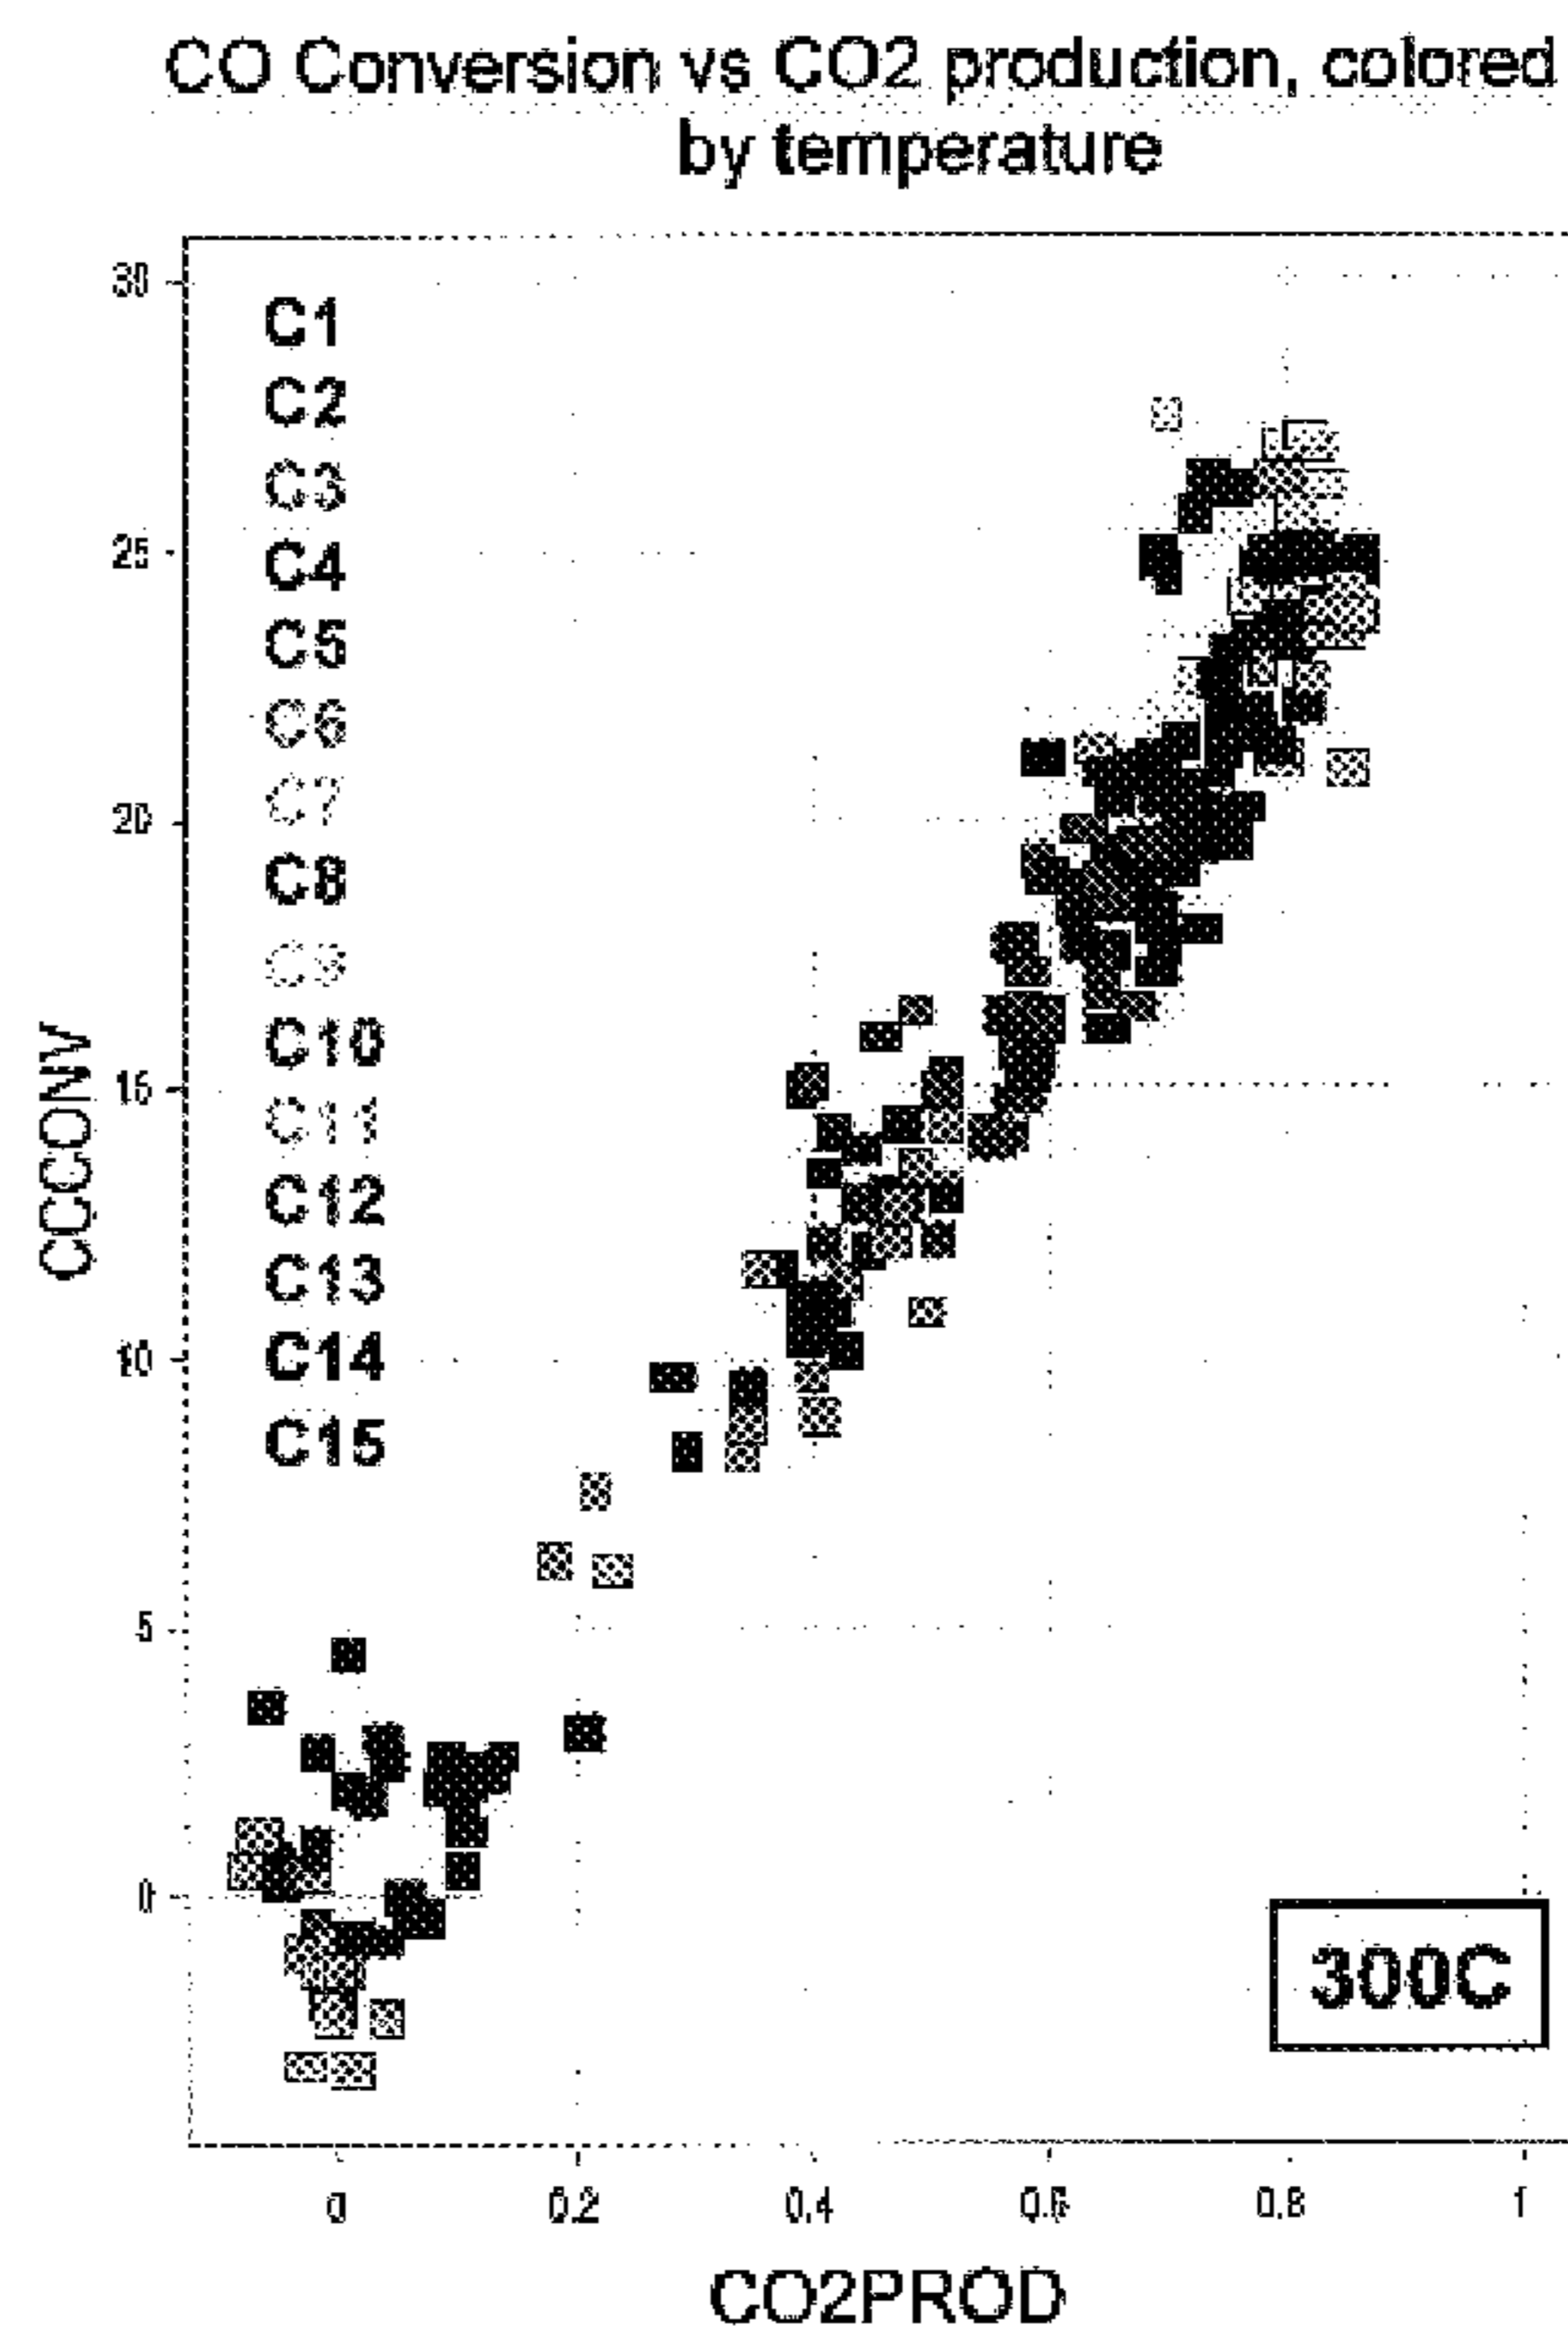 CO Conversion vs CO2 production, colored
by temperature
30
C1
C2
C3
25
C4
C5
C6
20
C7
C8
C9
CCCONV
C10
15
C11
C12
C13
10
C14
C15
5
0
300C
0
0.2
0.4
0.6
0.8
1
CO2PROD